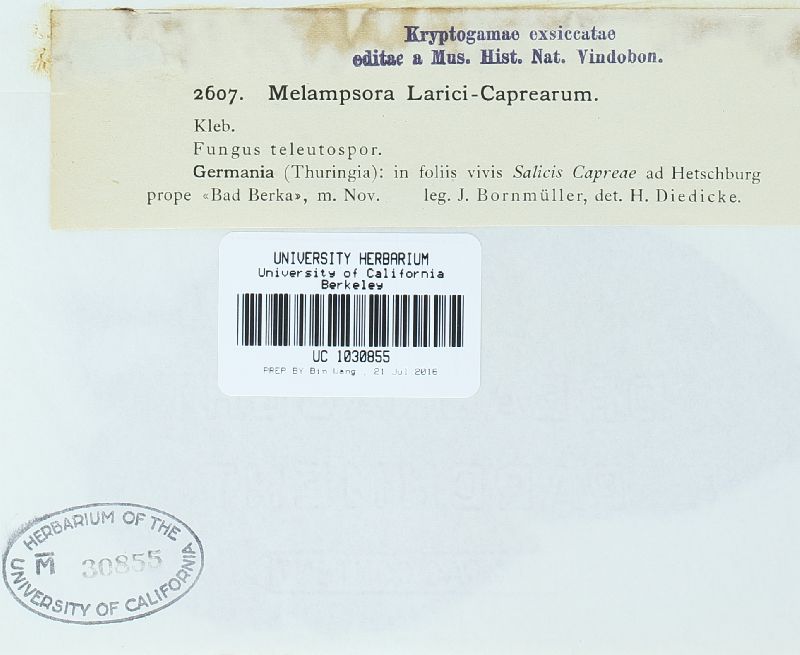 Kryptogamae exsiccatae
editae a Mus. Hist. Nat. Vindobon.
2607. Melampsora Larici-Caprearum.
Kleb.
Fungus teleutospor.
Germania (Thuringia): in foliis vivis Salicis Capreae ad Hetschburg
prope «Bad Berka», m. Nov. leg. J. Bornmüller, det. H. Diedicke.
UNIVERSITY HERBARIUM
University of California
Berkeley
UC 1030855
PREP BY Bin Lang , 21 Jul 2016
HERBARIUM OF THE
M̅ 30855
UNIVERSITY OF CALIFORNIA